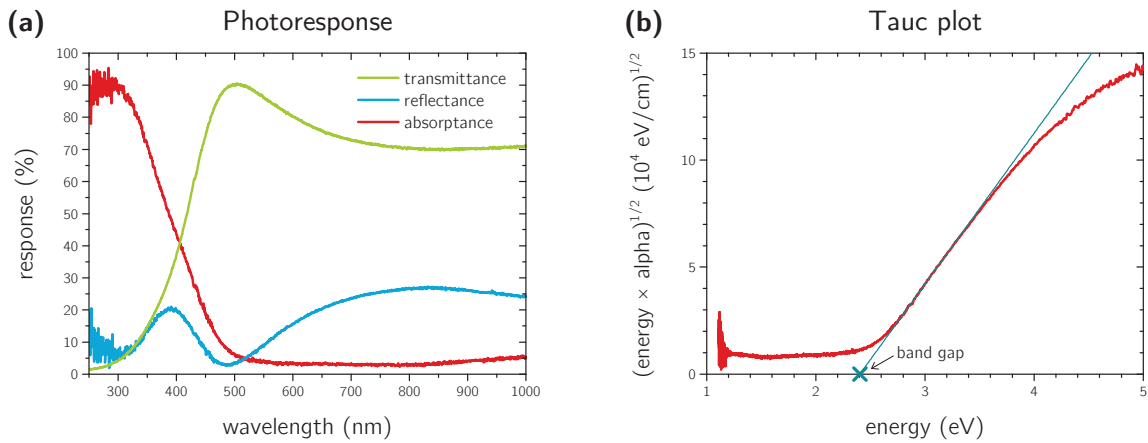 (a)
Photoresponse
100
90
80
70
60
50
40
30
20
10
0
response (%)
transmittance
reflectance
absorptance
300 400 500 600 700 800 900 1000
wavelength (nm)
(b)
Tauc plot
15
10
5
0
(energy × alpha)^{1/2} (10^4 eV/cm)^{1/2}
band gap
1 2 3 4 5
energy (eV)